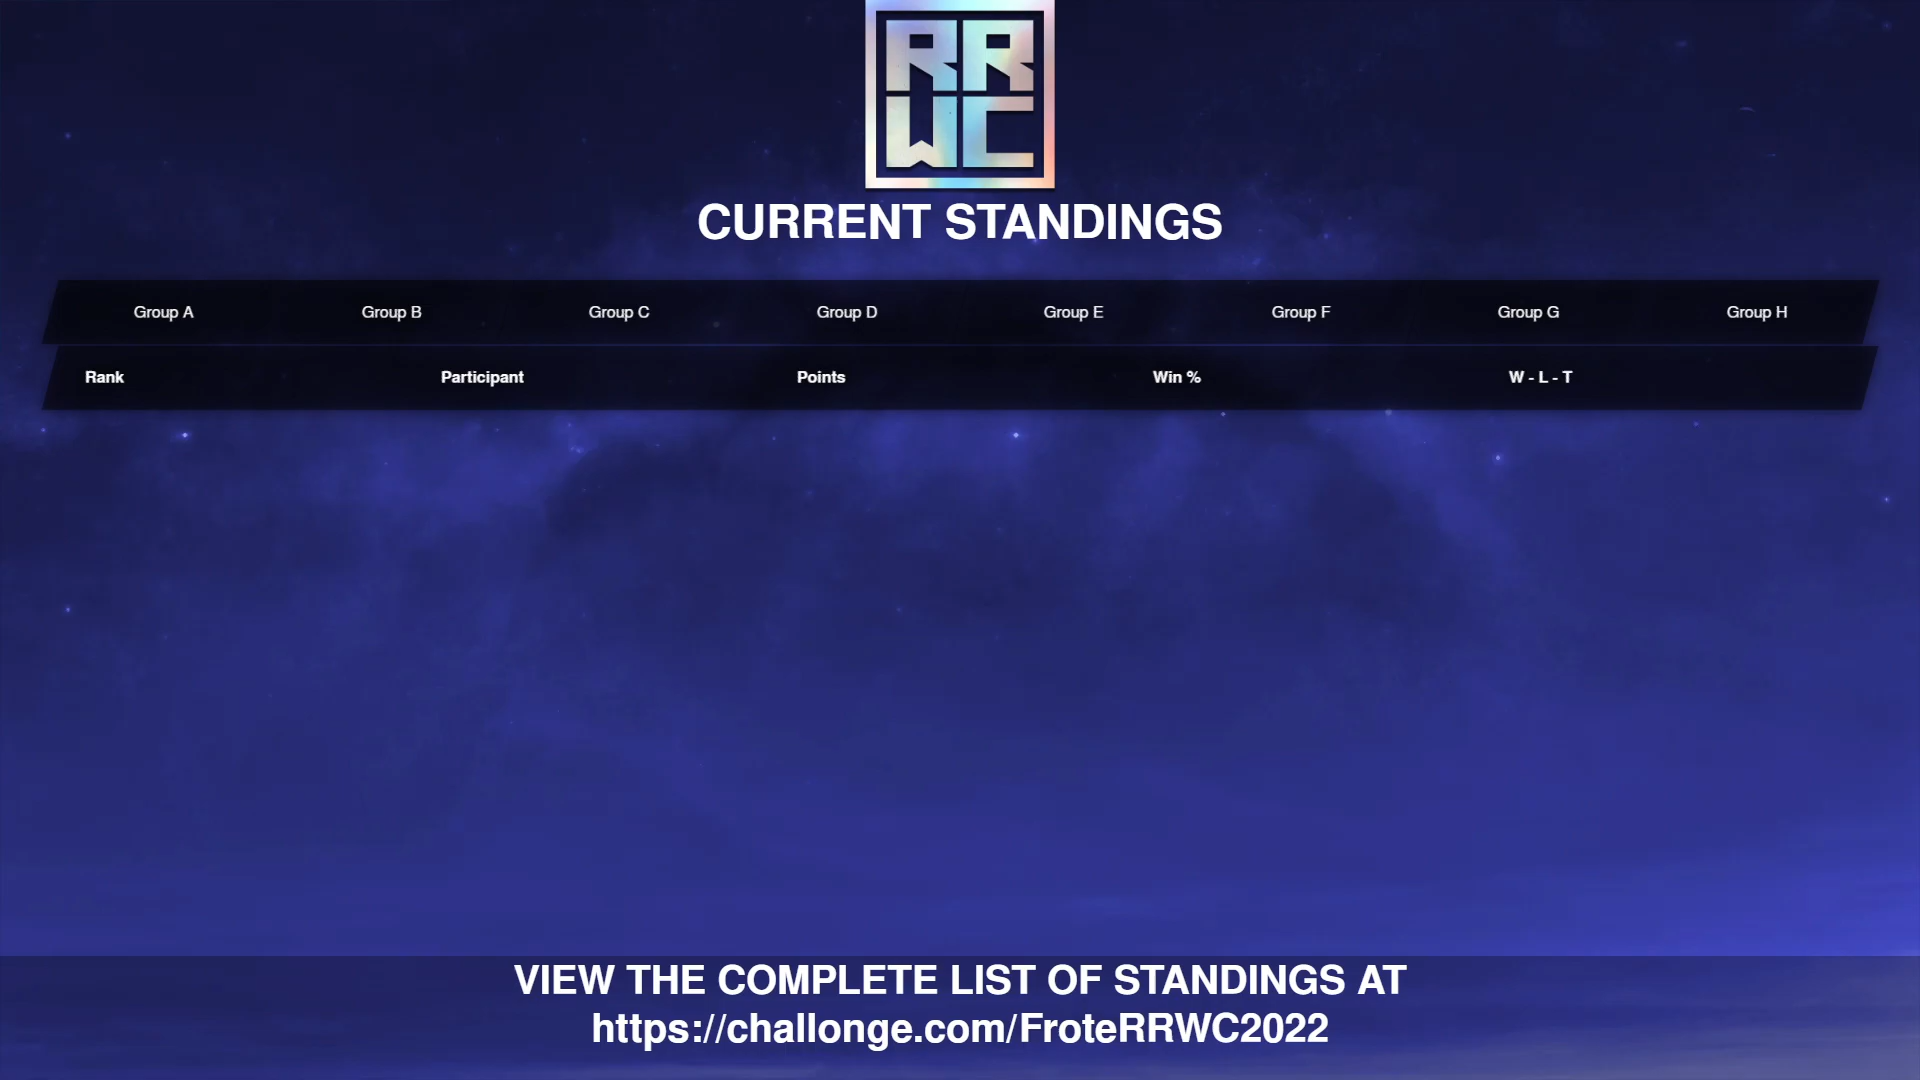 RR
WC
CURRENT STANDINGS
Group A Group B Group C Group D Group E Group F Group G Group H
Rank Participant Points Win % W - L - T
VIEW THE COMPLETE LIST OF STANDINGS AT
https://challonge.com/FroteRRWC2022